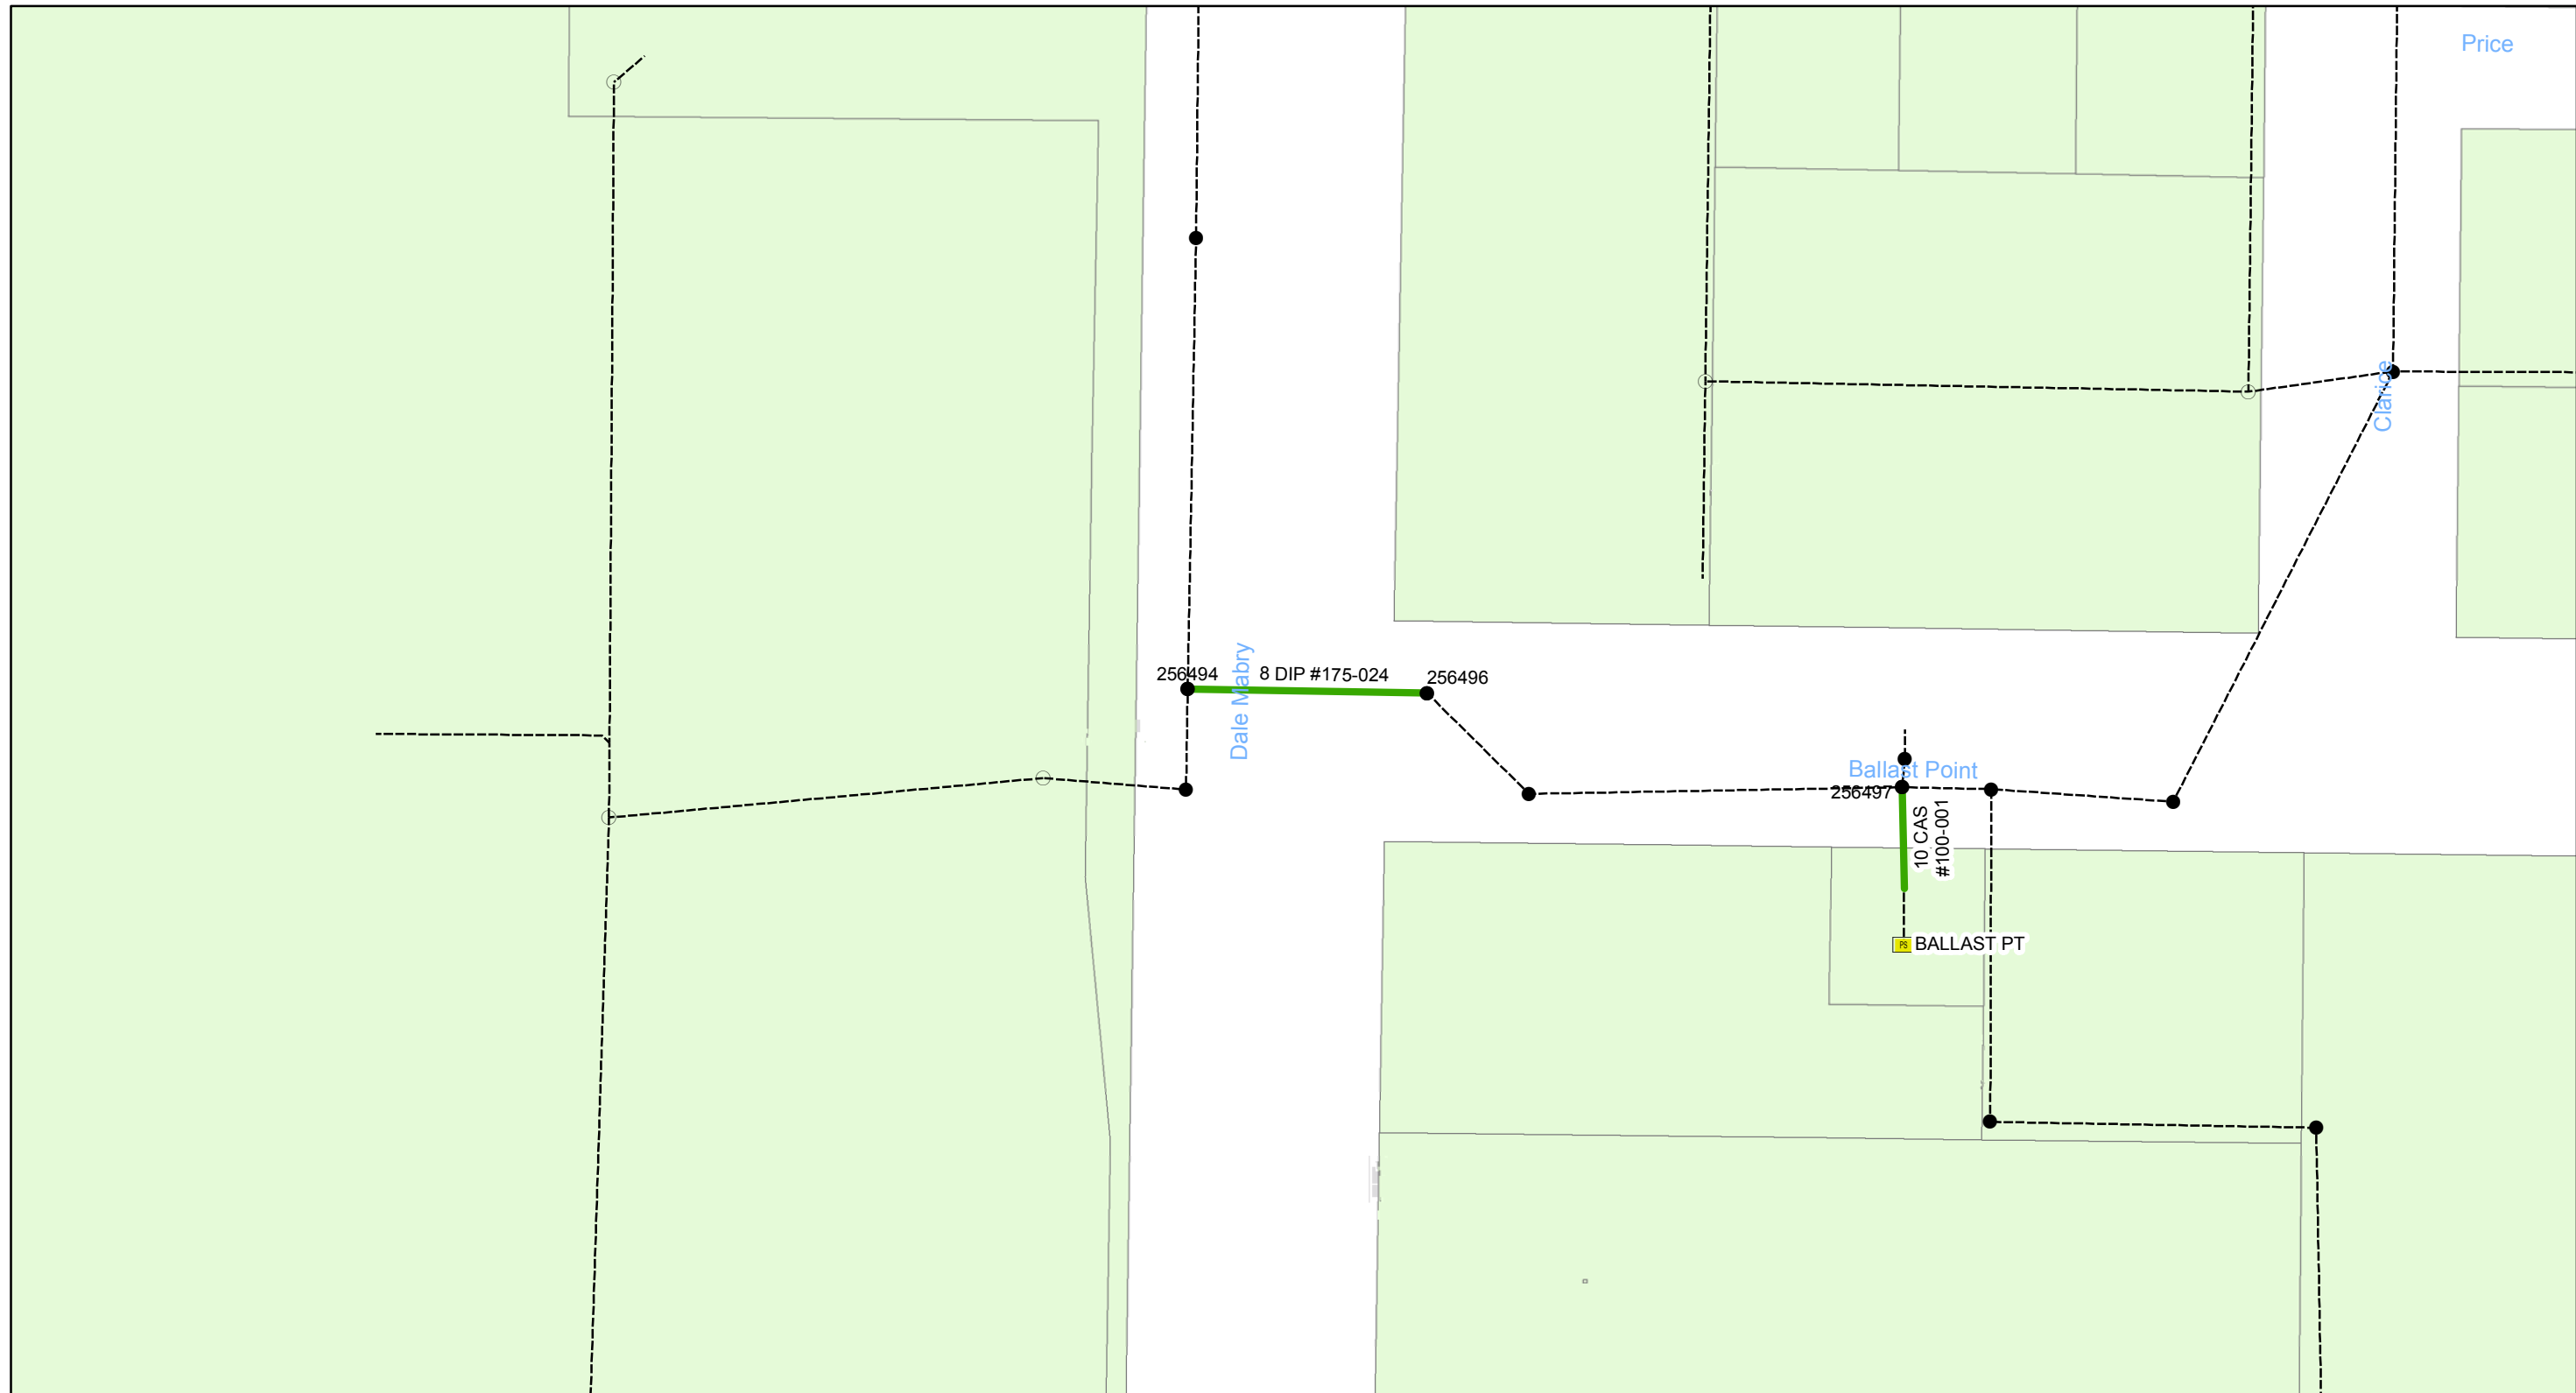 Price
Clarice
256494
8 DIP #175-024
256496
Dale Mabry
Ballast Point
256497
10 CAS
#100-001
PS
BALLAST PT